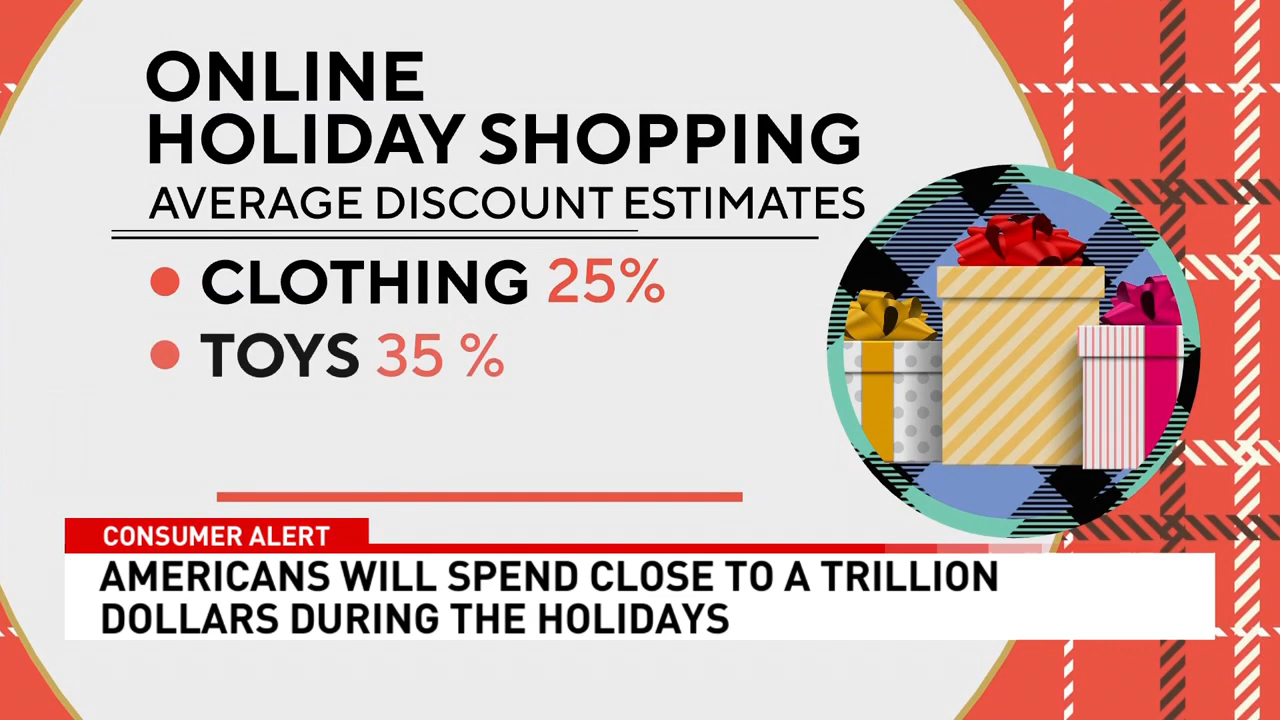 ONLINE
HOLIDAY SHOPPING
AVERAGE DISCOUNT ESTIMATES
CLOTHING 25%
TOYS 35 %
CONSUMER ALERT
AMERICANS WILL SPEND CLOSE TO A TRILLION
DOLLARS DURING THE HOLIDAYS